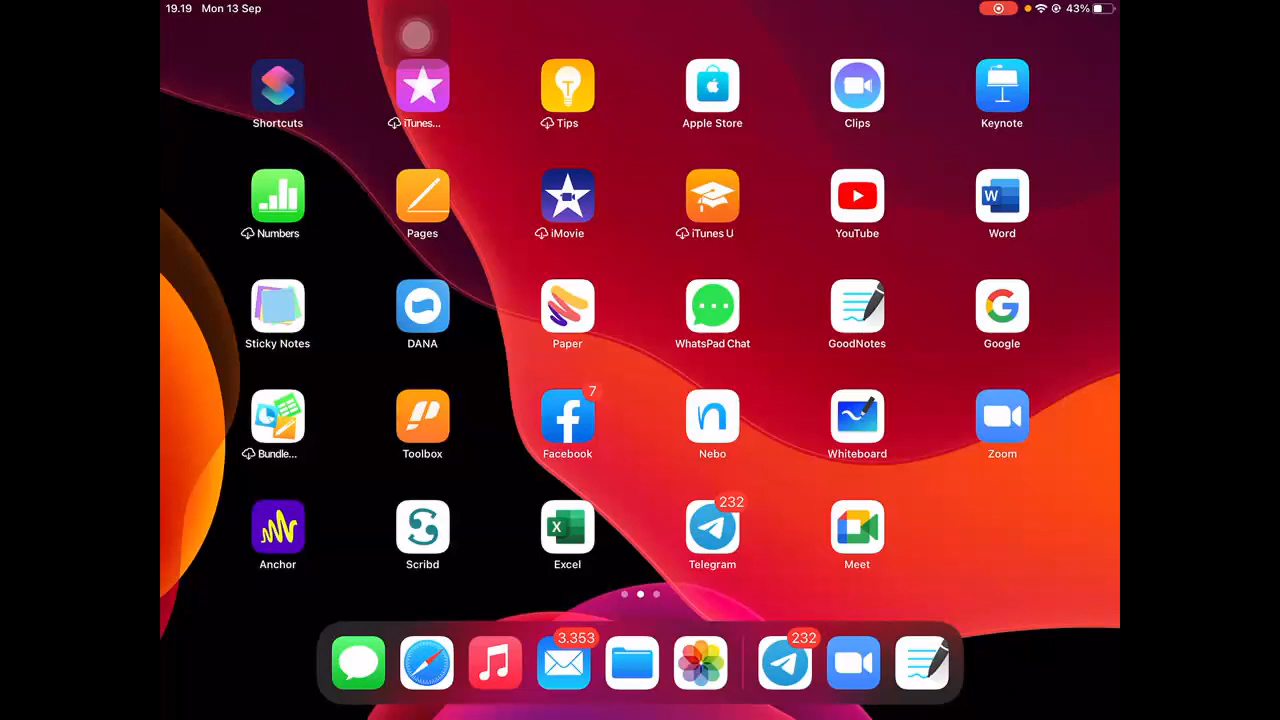 19.19 Mon 13 Sep 43%
Shortcuts iTunes... Tips Apple Store Clips Keynote
Numbers Pages iMovie iTunes U YouTube Word
W
Sticky Notes DANA Paper WhatsPad Chat GoodNotes Google
7
Bundle... Toolbox Facebook Nebo Whiteboard Zoom
232
X
Anchor Scribd Excel Telegram Meet
3.353 232